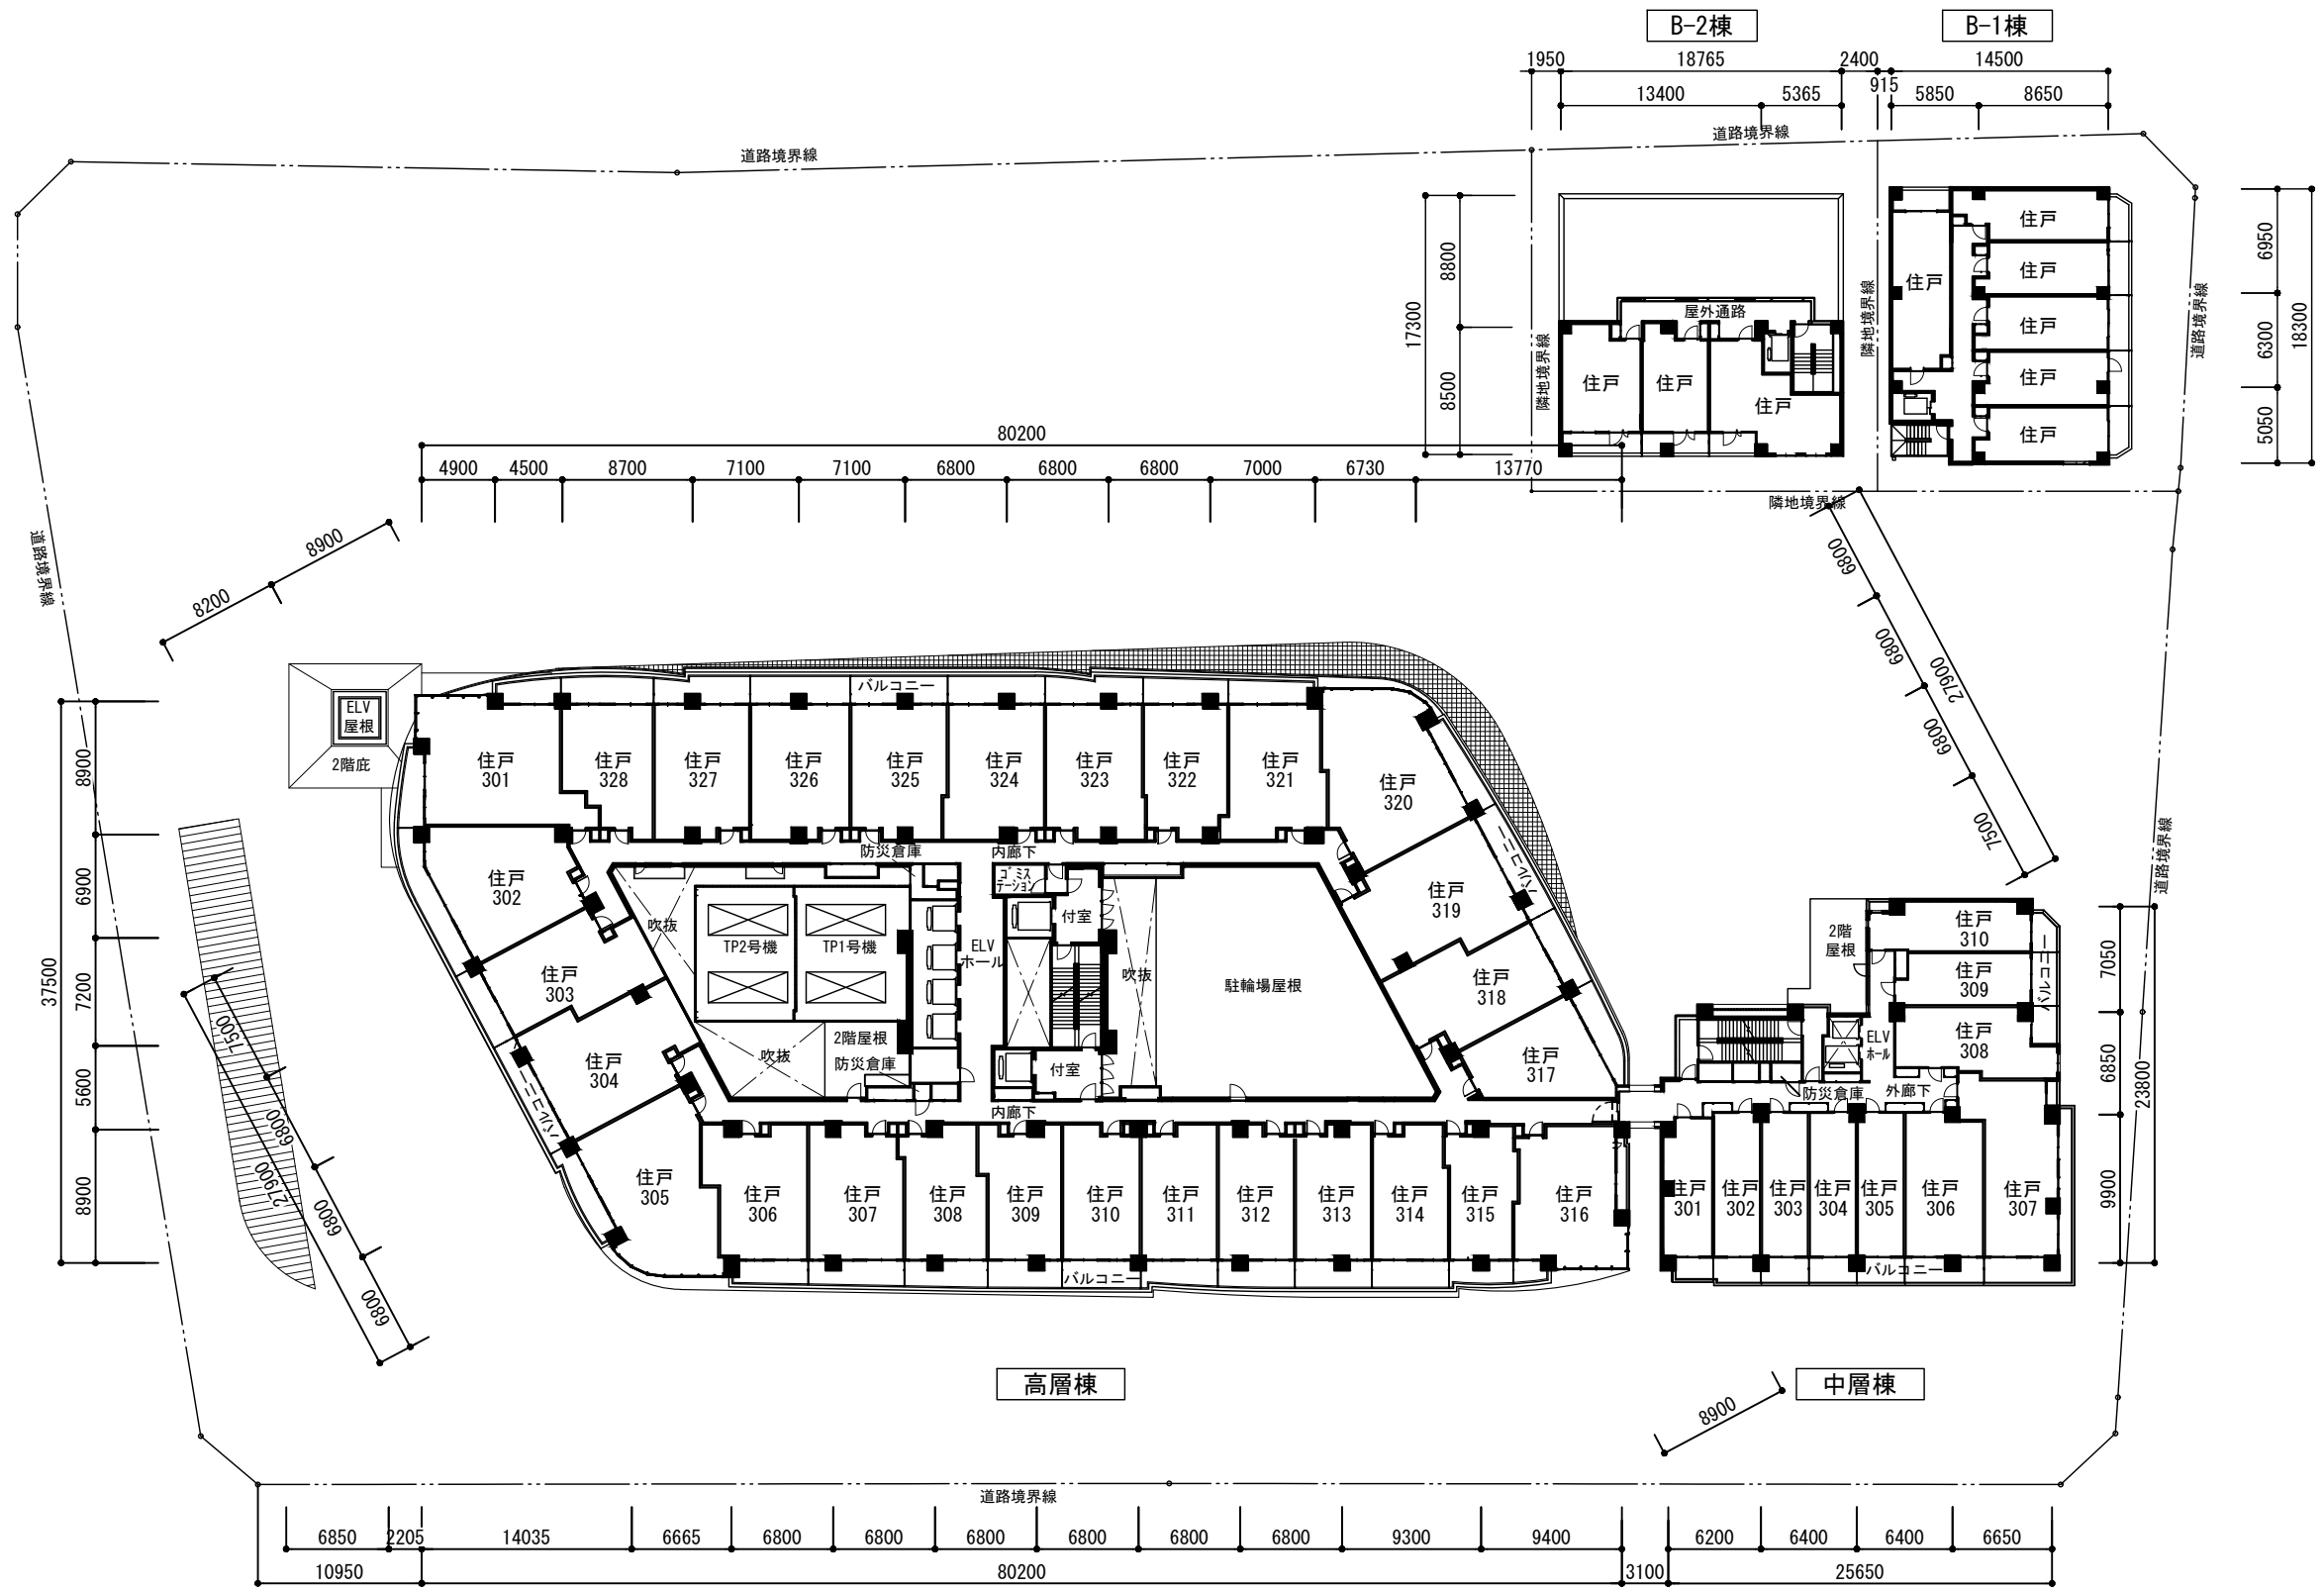 B-2棟
B-1棟
1950
18765
2400
14500
915
13400
5365
5850
8650
道路境界線
道路境界線
住戸
住戸
住戸
住戸
住戸
住戸
6950
6300
5050
18300
道路境界線
隣地境界線
隣地境界線
隣地境界線
8800
8500
17300
屋外通路
住戸
住戸
住戸
80200
4900
4500
8700
7100
7100
6800
6800
6800
7000
6730
13770
道路境界線
8900
8200
6800
6800
6800
7500
27900
道路境界線
ELV
屋根
2階庇
バルコニー
住戸
301
住戸
328
住戸
327
住戸
326
住戸
325
住戸
324
住戸
323
住戸
322
住戸
321
住戸
320
バルコニー
8900
6900
7200
5600
8900
37500
防災倉庫
内廊下
ゴミス
テーション
住戸
302
住戸
303
住戸
304
住戸
305
バルコニー
吹抜
TP2号機
TP1号機
ELV
ホール
付室
吹抜
駐輪場屋根
吹抜
2階屋根
防災倉庫
付室
内廊下
住戸
319
住戸
318
住戸
317
7500
6800
6800
6800
27900
住戸
306
住戸
307
住戸
308
住戸
309
住戸
310
住戸
311
住戸
312
住戸
313
住戸
314
住戸
315
住戸
316
バルコニー
2階
屋根
住戸
310
住戸
309
住戸
308
バルコニー
ELV
ホール
防災倉庫
外廊下
住戸
301
住戸
302
住戸
303
住戸
304
住戸
305
住戸
306
住戸
307
バルコニー
7050
6850
9900
23800
高層棟
中層棟
8900
道路境界線
6850
2205
14035
6665
6800
6800
6800
6800
6800
6800
9300
9400
6200
6400
6400
6650
10950
80200
3100
25650